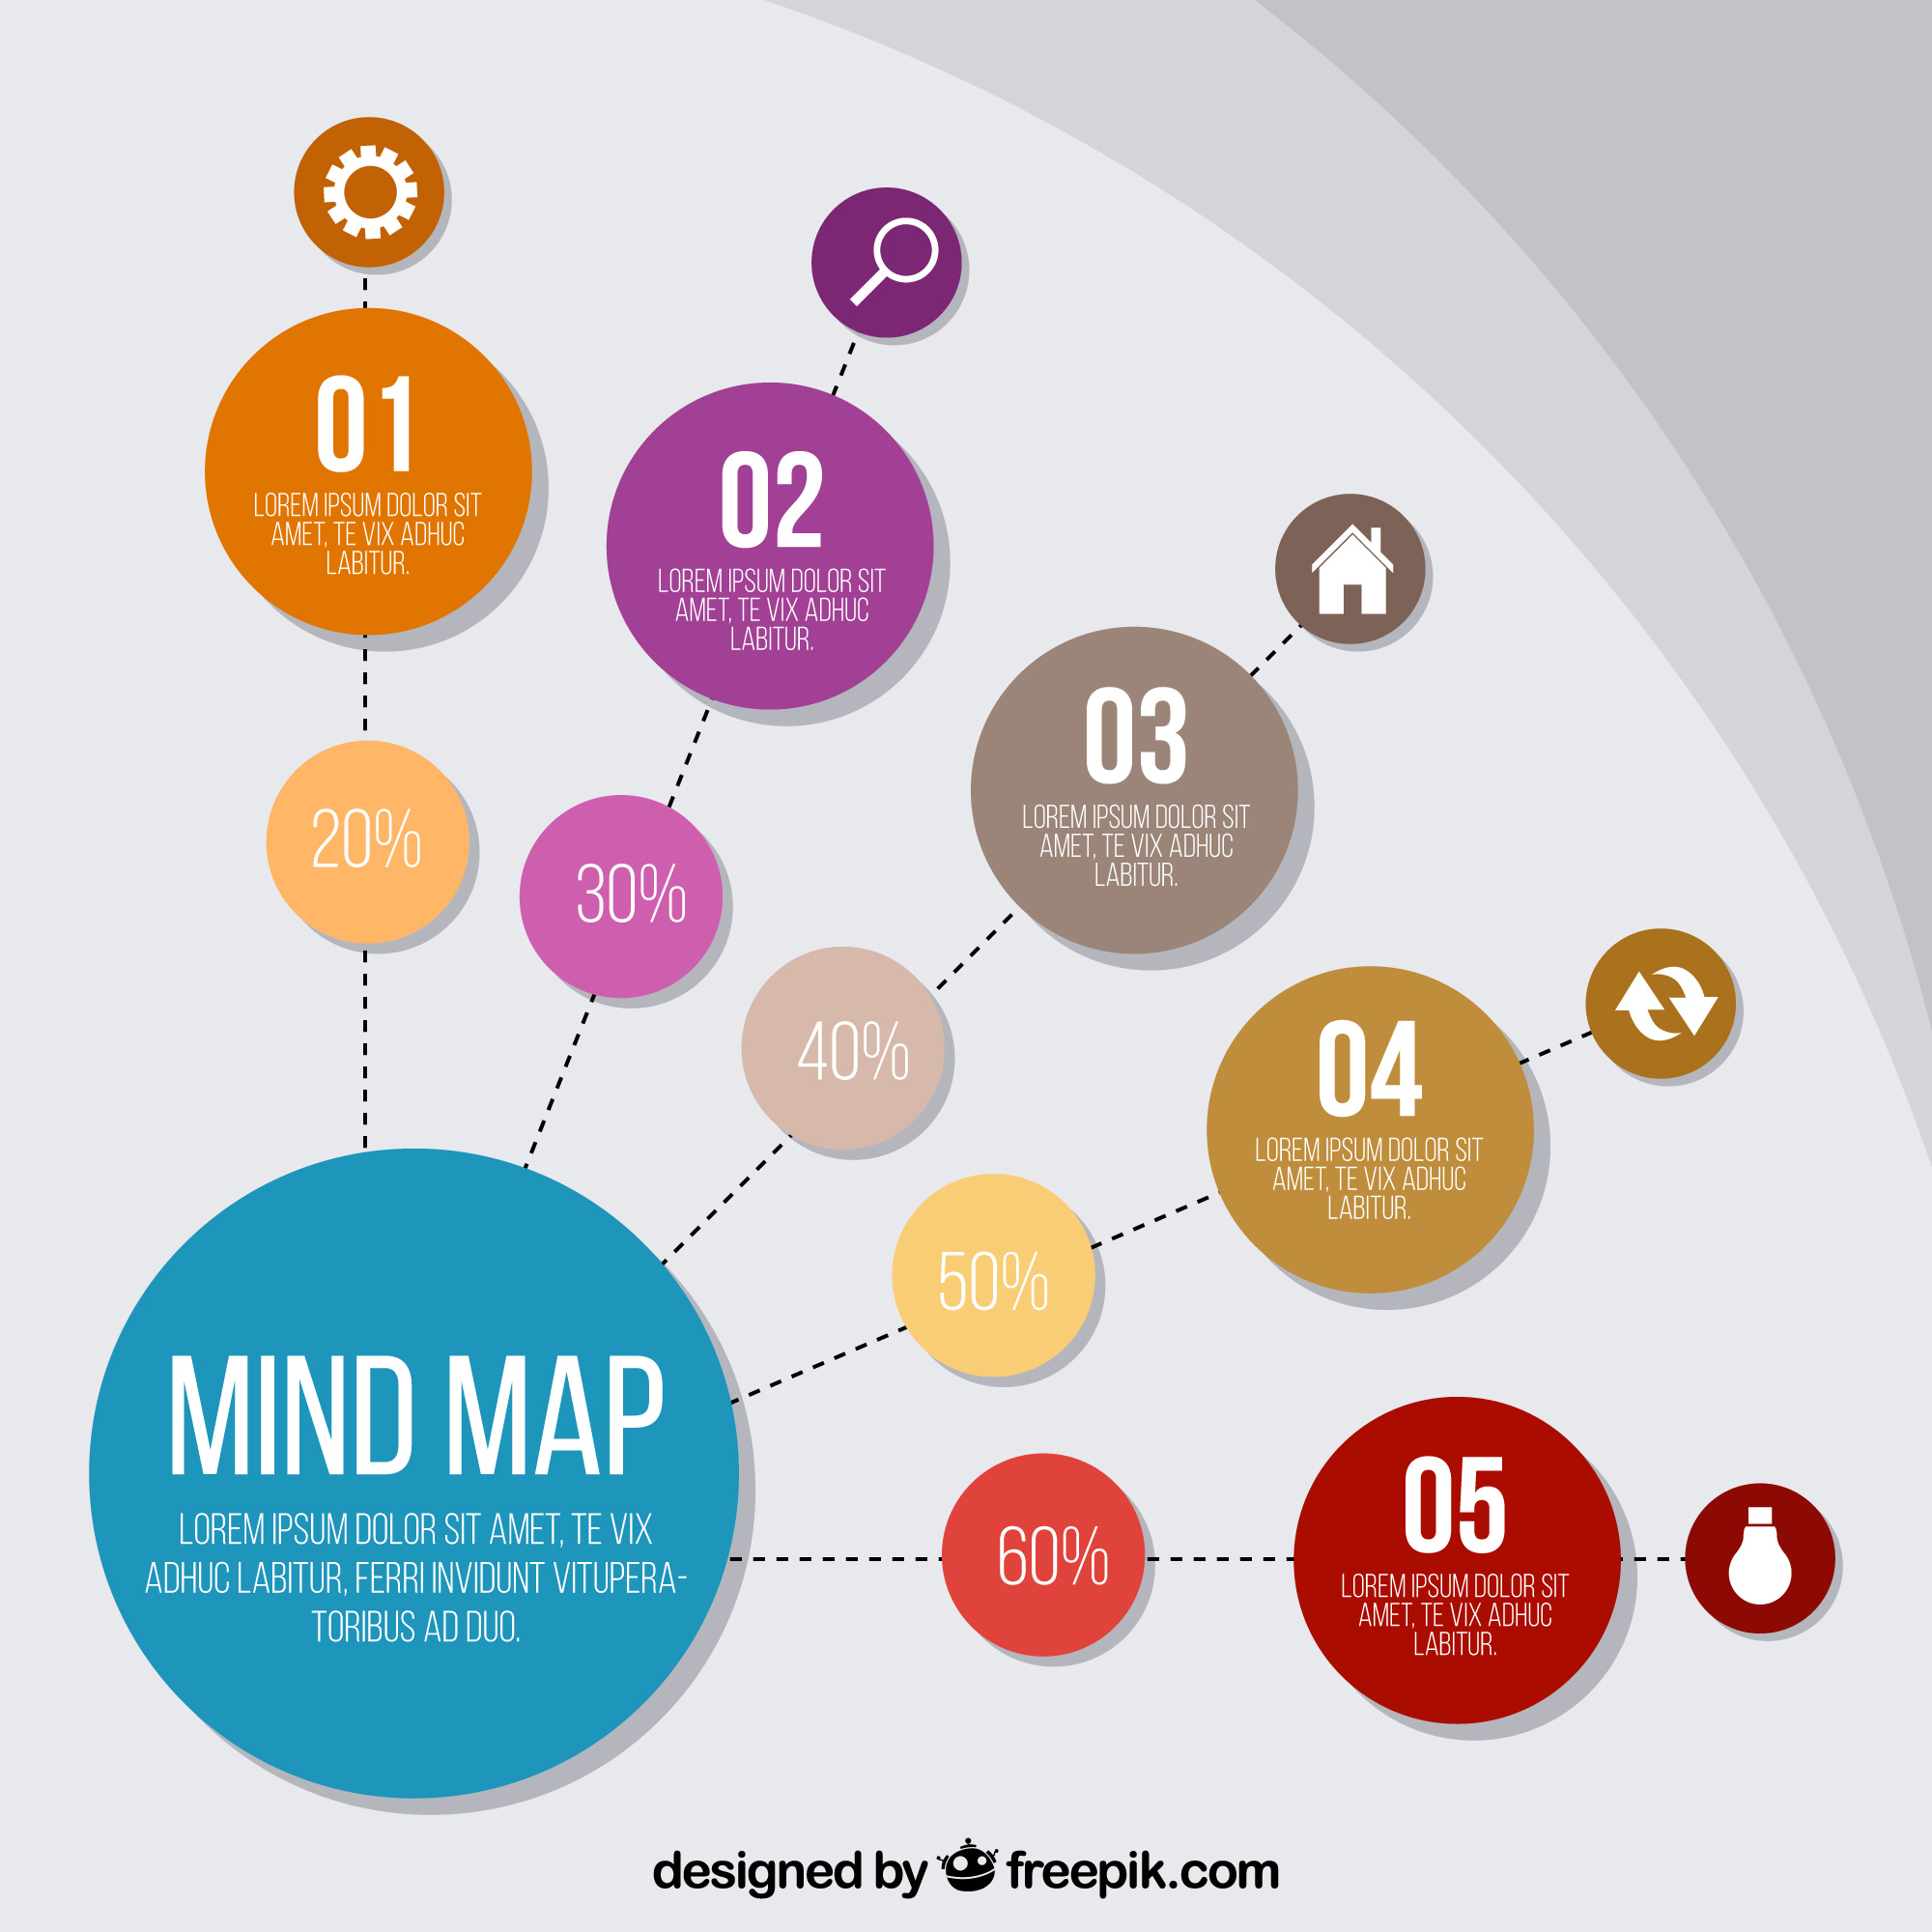 01
LOREM IPSUM DOLOR SIT
AMET, TE VIX ADHUC
LABITUR.
20%
02
LOREM IPSUM DOLOR SIT
AMET, TE VIX ADHUC
LABITUR.
30%
03
LOREM IPSUM DOLOR SIT
AMET, TE VIX ADHUC
LABITUR.
40%
04
LOREM IPSUM DOLOR SIT
AMET, TE VIX ADHUC
LABITUR.
50%
05
LOREM IPSUM DOLOR SIT
AMET, TE VIX ADHUC
LABITUR.
60%
MIND MAP
LOREM IPSUM DOLOR SIT AMET, TE VIX
ADHUC LABITUR, FERRI INVIDUNT VITUPERA-
TORIBUS AD DUO.
designed by freepik.com